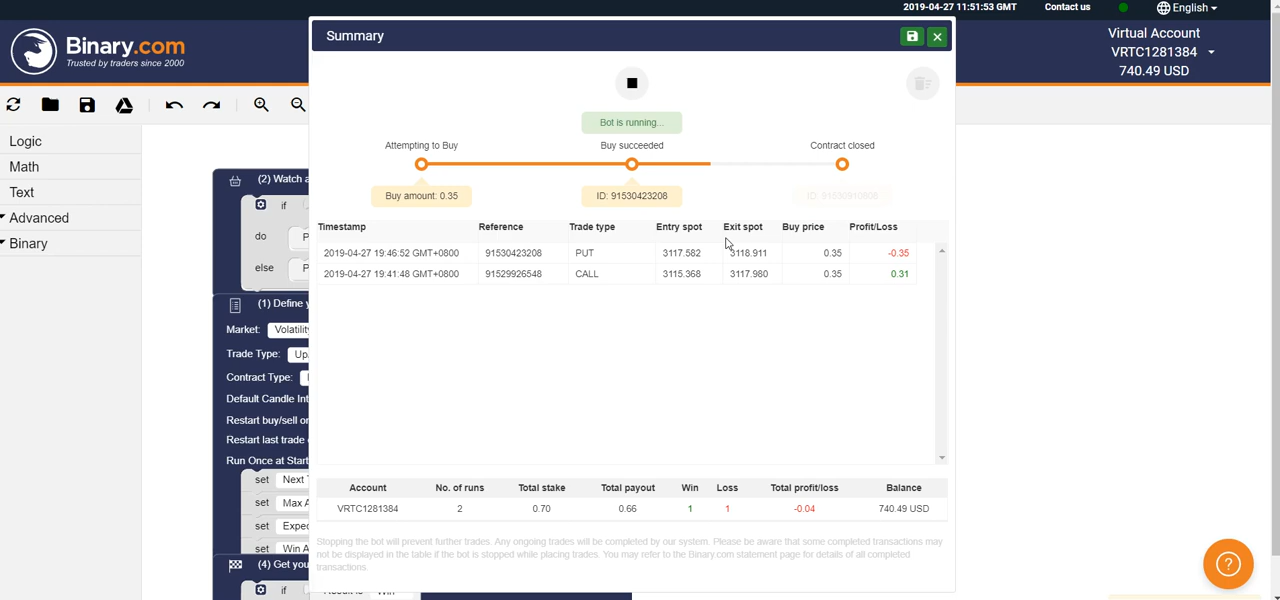 2019-04-27 11:51:53 GMT Contact us English
Binary.com
Trusted by traders since 2000
Virtual Account
VRTC1281384
740.49 USD
Summary
Bot is running...
Attempting to Buy Buy succeeded Contract closed
Buy amount: 0.35 ID: 91530423208
Logic
Math
Text
Advanced
Binary
(2) Watch a
if
do P
else P
(1) Define y
Market: Volatility
Trade Type: Up
Contract Type:
Default Candle Int
Restart buy/sell on
Restart last trade
Run Once at Start
set Next
set Max A
set Expec
set Win A
(4) Get you
if Result is Win
Timestamp Reference Trade type Entry spot Exit spot Buy price Profit/Loss
2019-04-27 19:46:52 GMT+0800 91530423208 PUT 3117.582 3118.911 0.35 -0.35
2019-04-27 19:41:48 GMT+0800 91529926548 CALL 3115.368 3117.980 0.35 0.31
Account No. of runs Total stake Total payout Win Loss Total profit/loss Balance
VRTC1281384 2 0.70 0.66 1 1 -0.04 740.49 USD
Stopping the bot will prevent further trades. Any ongoing trades will be completed by our system. Please be aware that some completed transactions may
not be displayed in the table if the bot is stopped while placing trades. You may refer to the Binary.com statement page for details of all completed
transactions.
?